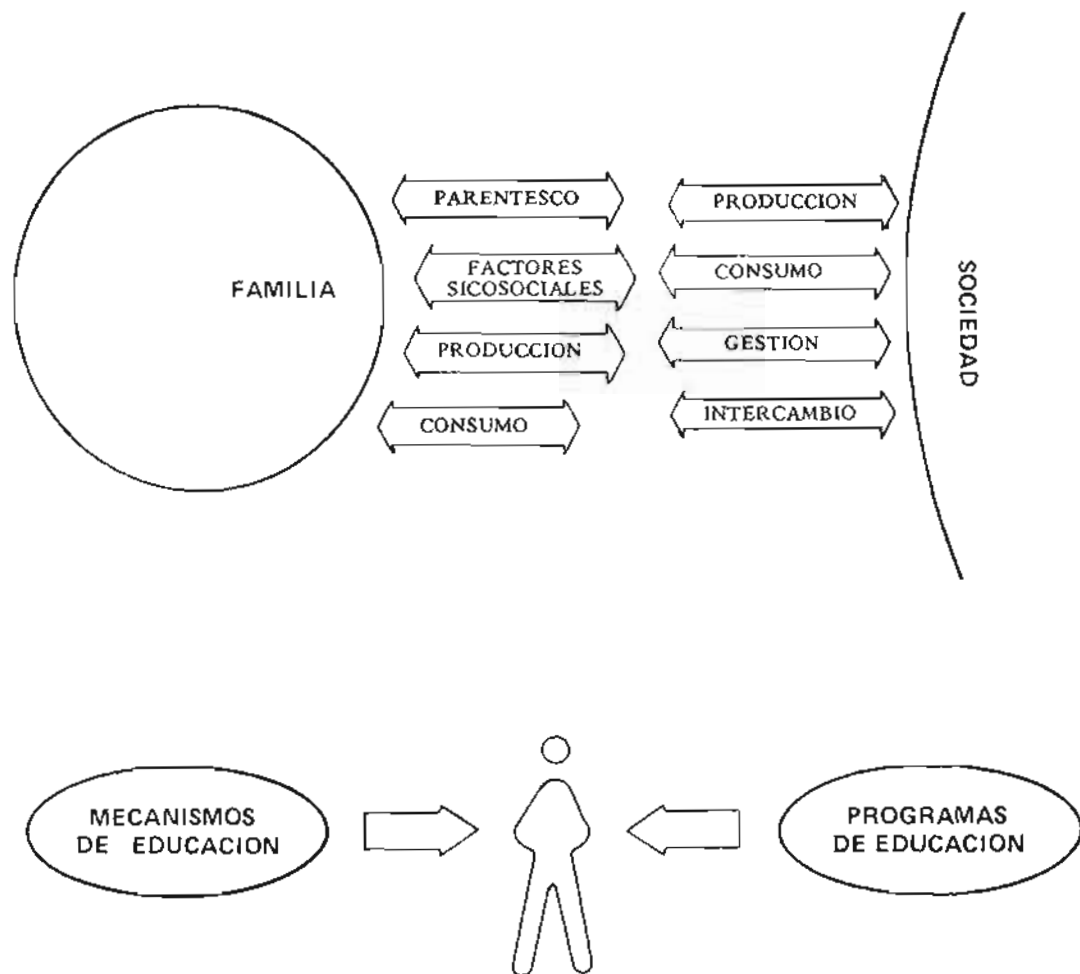 FAMILIA
PARENTESCO
FACTORES
SICOSOCIALES
PRODUCCION
CONSUMO
PRODUCCION
CONSUMO
GESTION
INTERCAMBIO
SOCIEDAD
MECANISMOS
DE EDUCACION
PROGRAMAS
DE EDUCACION